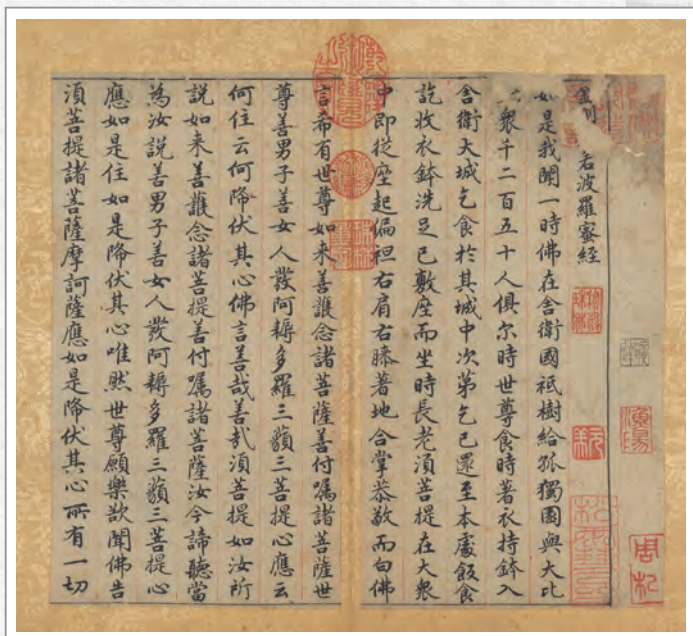 若波羅蜜經
如是我聞一時佛在舍衛國祇樹給孤獨園與大比
衆千二百五十人俱尒時世尊食時著衣持鉢入
舍衛大城乞食於其城中次第乞已還至本處飯食
訖收衣鉢洗足已敷座而坐時長老湏菩提在大衆
中即從座起偏袒右肩右膝著地合掌恭敬而白佛
言希有世尊如来善護念諸菩薩善付囑諸菩薩世
尊善男子善女人發阿耨多羅三藐三菩提心應云
何住云何降伏其心佛言善哉善哉湏菩提如汝所
說如来善護念諸菩提善付囑諸菩薩汝今諦聽當
為汝說善男子善女人發阿耨多羅三藐三菩提心
應如是住如是降伏其心唯然世尊願樂欲聞佛告
湏菩提諸菩薩摩訶薩應如是降伏其心所有一切